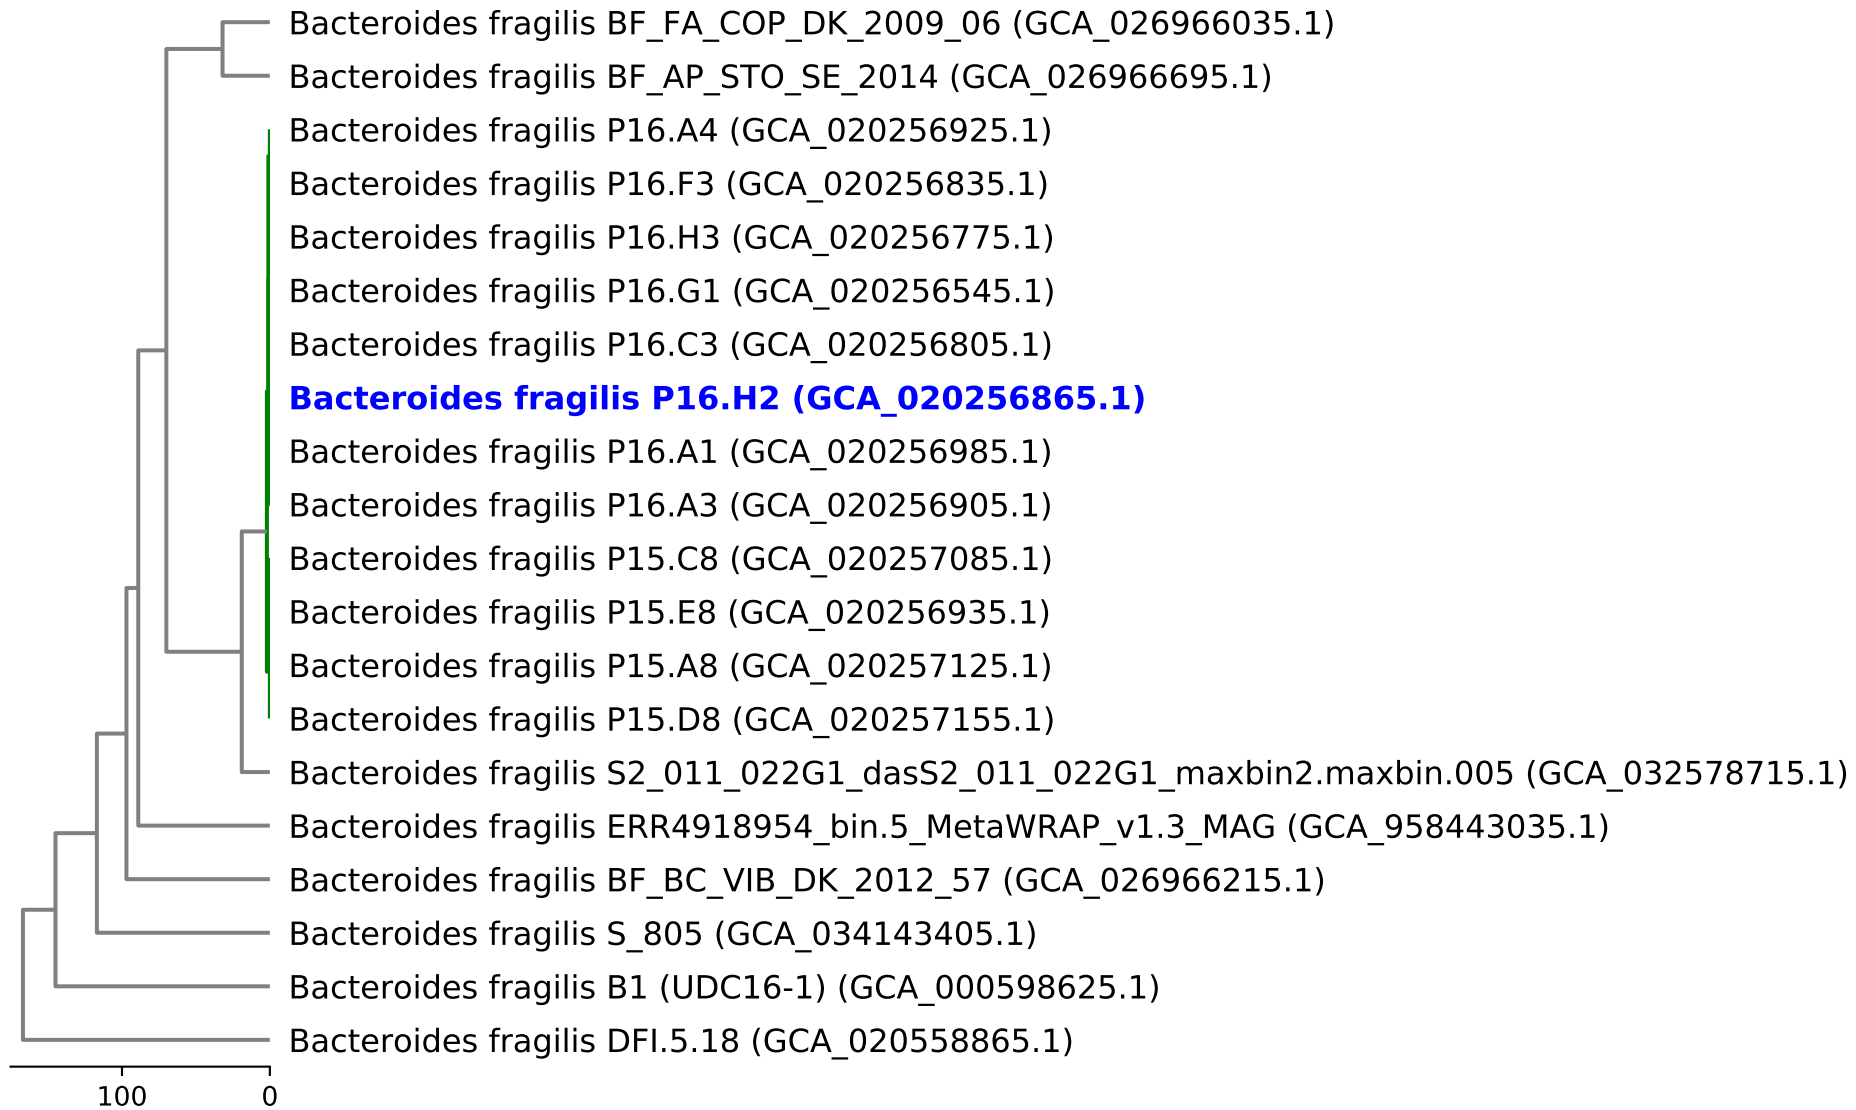 Bacteroides fragilis BF_FA_COP_DK_2009_06 (GCA_026966035.1)
Bacteroides fragilis BF_AP_STO_SE_2014 (GCA_026966695.1)
Bacteroides fragilis P16.A4 (GCA_020256925.1)
Bacteroides fragilis P16.F3 (GCA_020256835.1)
Bacteroides fragilis P16.H3 (GCA_020256775.1)
Bacteroides fragilis P16.G1 (GCA_020256545.1)
Bacteroides fragilis P16.C3 (GCA_020256805.1)
Bacteroides fragilis P16.H2 (GCA_020256865.1)
Bacteroides fragilis P16.A1 (GCA_020256985.1)
Bacteroides fragilis P16.A3 (GCA_020256905.1)
Bacteroides fragilis P15.C8 (GCA_020257085.1)
Bacteroides fragilis P15.E8 (GCA_020256935.1)
Bacteroides fragilis P15.A8 (GCA_020257125.1)
Bacteroides fragilis P15.D8 (GCA_020257155.1)
Bacteroides fragilis S2_011_022G1_dasS2_011_022G1_maxbin2.maxbin.005 (GCA_032578715.1)
Bacteroides fragilis ERR4918954_bin.5_MetaWRAP_v1.3_MAG (GCA_958443035.1)
Bacteroides fragilis BF_BC_VIB_DK_2012_57 (GCA_026966215.1)
Bacteroides fragilis S_805 (GCA_034143405.1)
Bacteroides fragilis B1 (UDC16-1) (GCA_000598625.1)
Bacteroides fragilis DFI.5.18 (GCA_020558865.1)
100 0